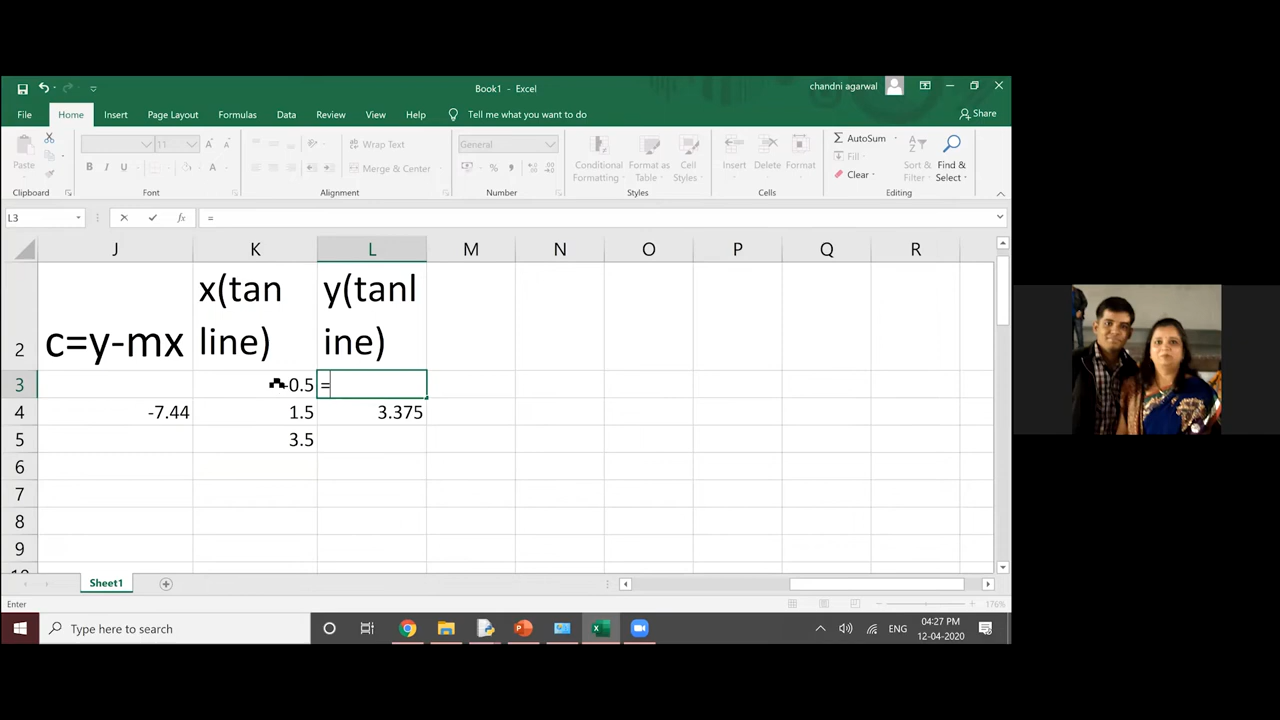 Book1 - Excel
chandni agarwal
File Home Insert Page Layout Formulas Data Review View Help Tell me what you want to do Share
Paste
11
B I U
Wrap Text
Merge & Center
General
Conditional Formatting
Format as Table
Cell Styles
Insert Delete Format
AutoSum
Fill
Clear
Sort & Filter
Find & Select
Clipboard Font Alignment Number Styles Cells Editing
L3 fx =
J K L M N O P Q R
2 c=y-mx x(tan line) y(tanl ine)
3 -0.5 =
4 -7.44 1.5 3.375
5 3.5
6
7
8
9
10
Sheet1
Enter 176%
Type here to search
ENG
04:27 PM
12-04-2020